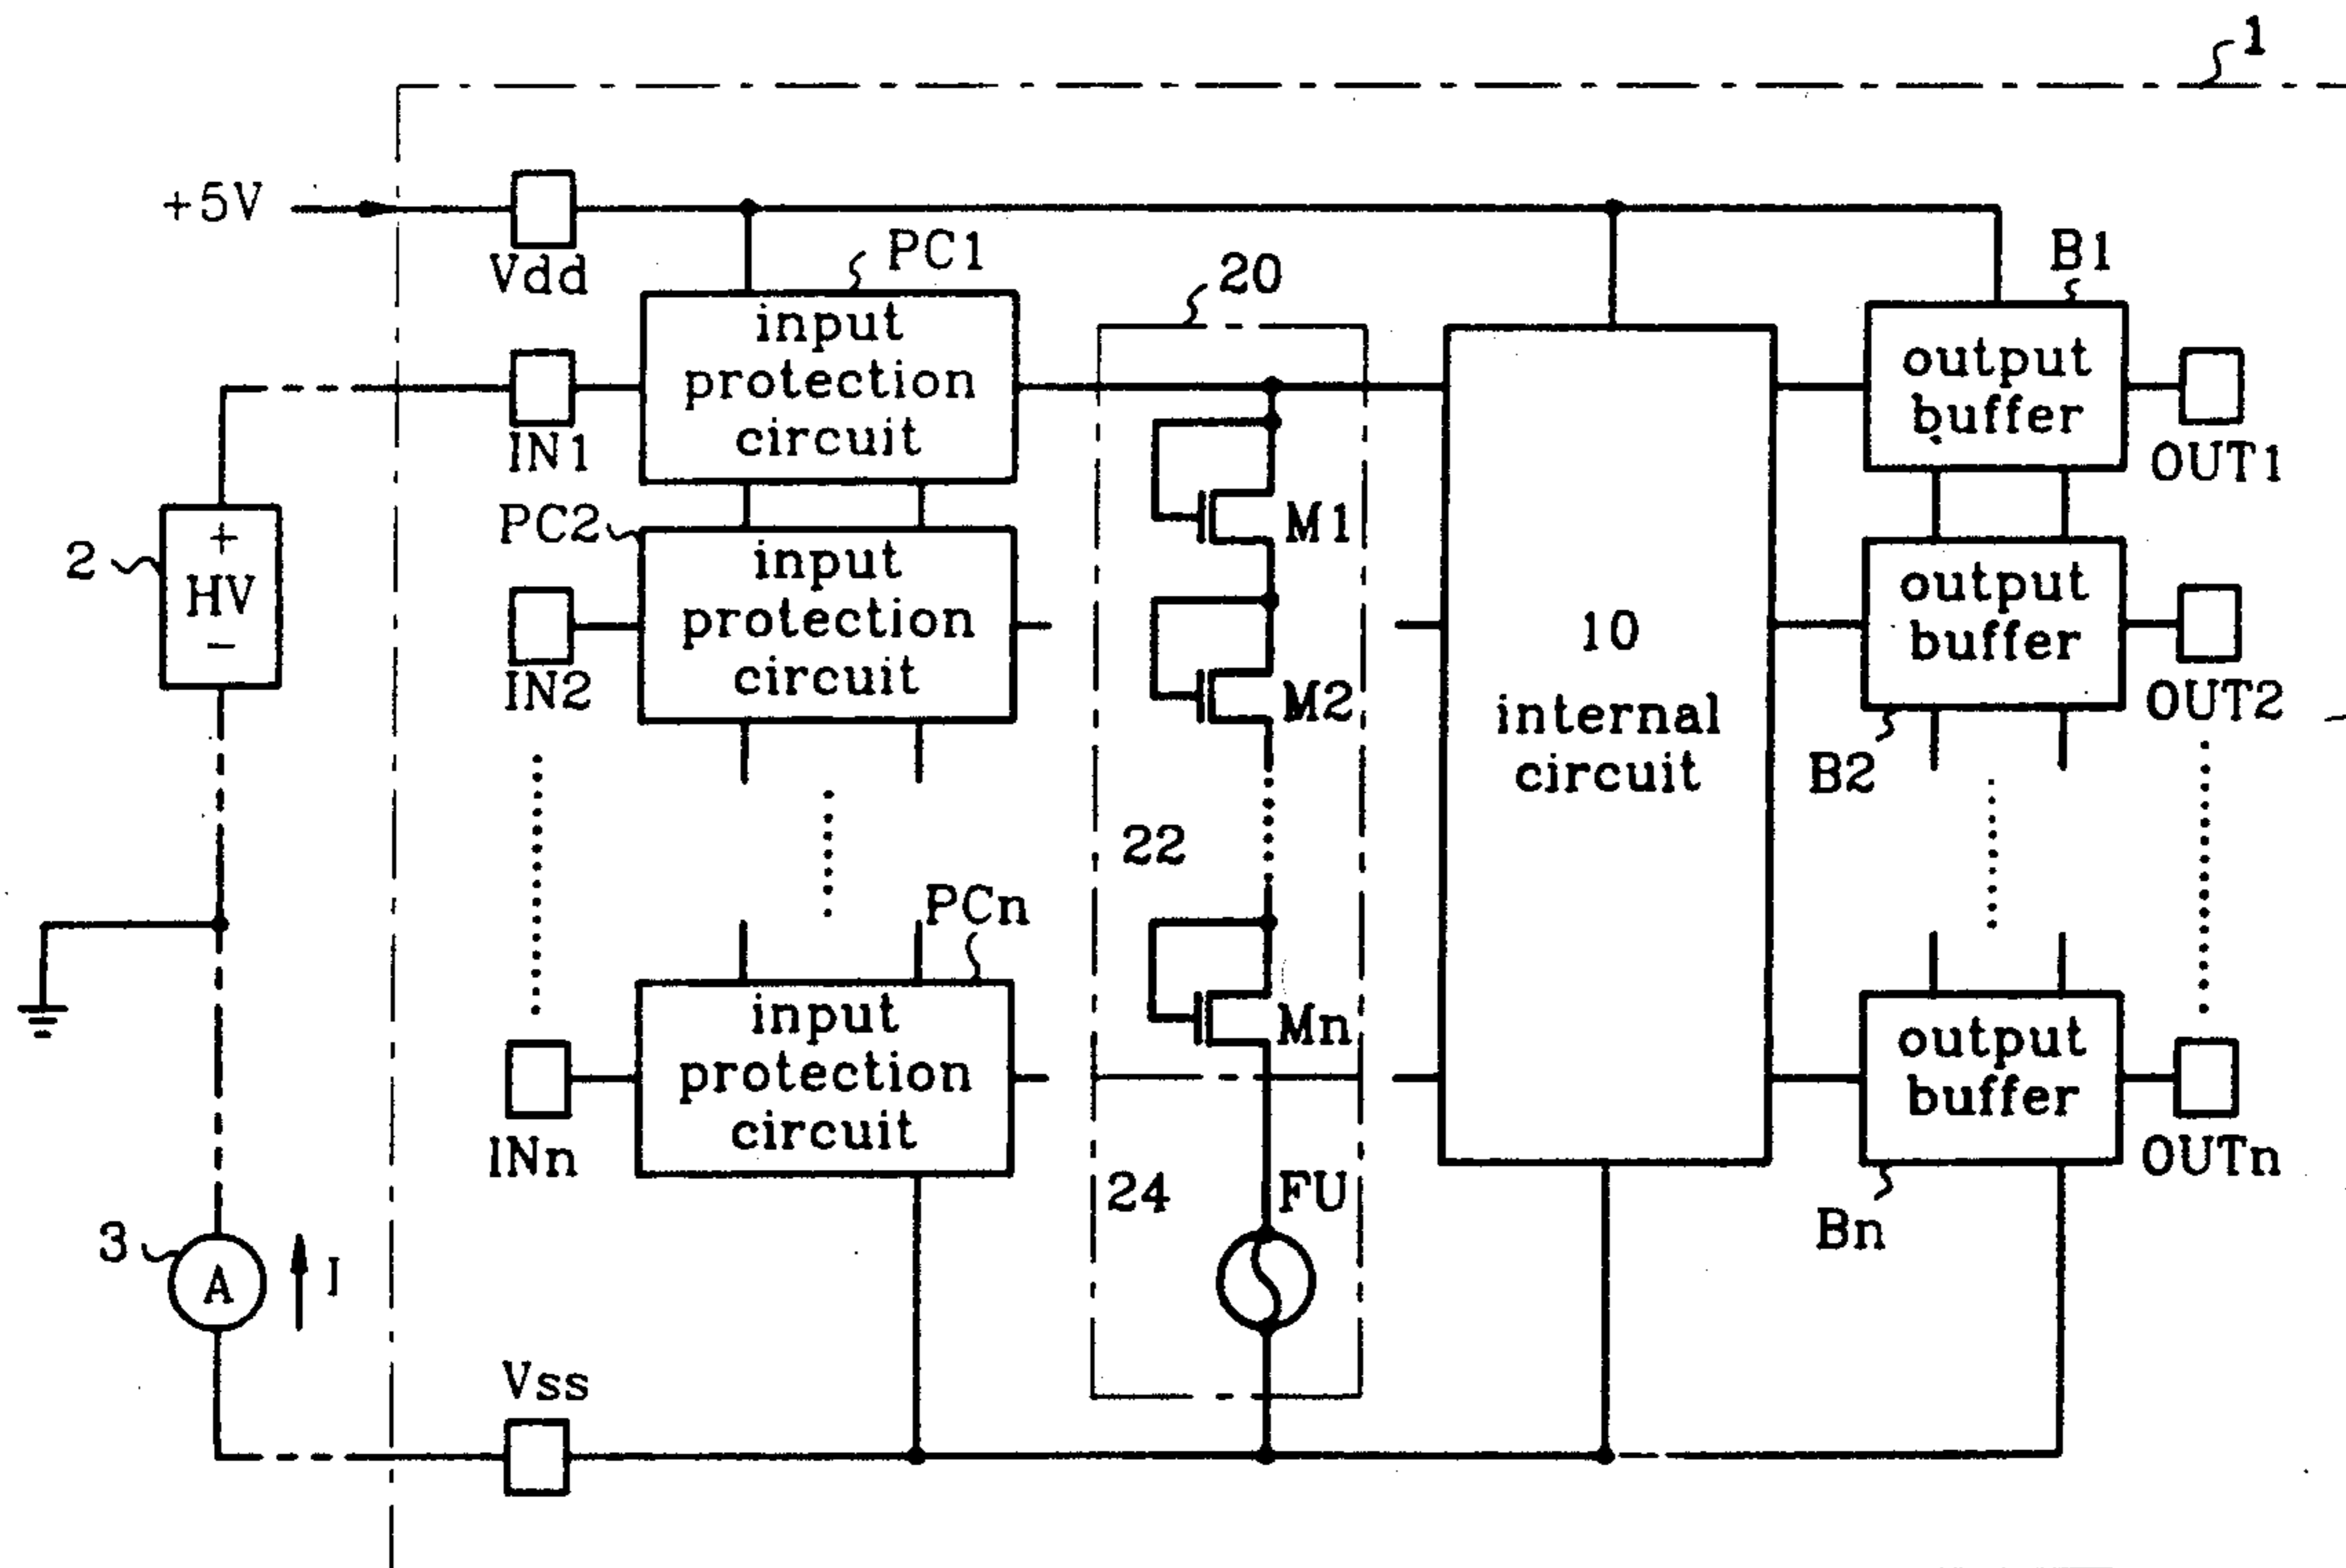 1
+5V
Vdd
PC1
20
B1
input
protection
circuit
output
buffer
IN1
OUT1
M1
PC2
2
+
HV
−
input
protection
circuit
output
buffer
10
internal
circuit
IN2
M2
OUT2
B2
22
PCn
input
protection
circuit
Mn
output
buffer
INn
OUTn
24
FU
Bn
3
A
I
Vss